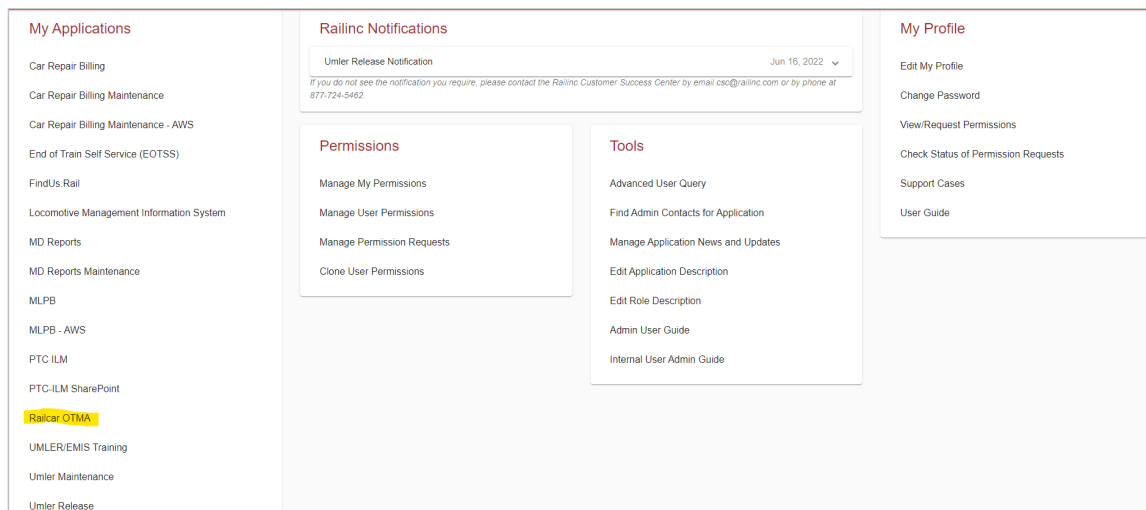 My Applications
Car Repair Billing
Car Repair Billing Maintenance
Car Repair Billing Maintenance - AWS
End of Train Self Service (EOTSS)
FindUs.Rail
Locomotive Management Information System
MD Reports
MD Reports Maintenance
MLPB
MLPB - AWS
PTC ILM
PTC-ILM SharePoint
Railcar OTMA
UMLER/EMIS Training
Umler Maintenance
Umler Release
Railinc Notifications
Umler Release Notification Jun 16, 2022
If you do not see the notification you require, please contact the Railinc Customer Success Center by email csc@railinc.com or by phone at
877-724-5462.
Permissions
Manage My Permissions
Manage User Permissions
Manage Permission Requests
Clone User Permissions
Tools
Advanced User Query
Find Admin Contacts for Application
Manage Application News and Updates
Edit Application Description
Edit Role Description
Admin User Guide
Internal User Admin Guide
My Profile
Edit My Profile
Change Password
View/Request Permissions
Check Status of Permission Requests
Support Cases
User Guide